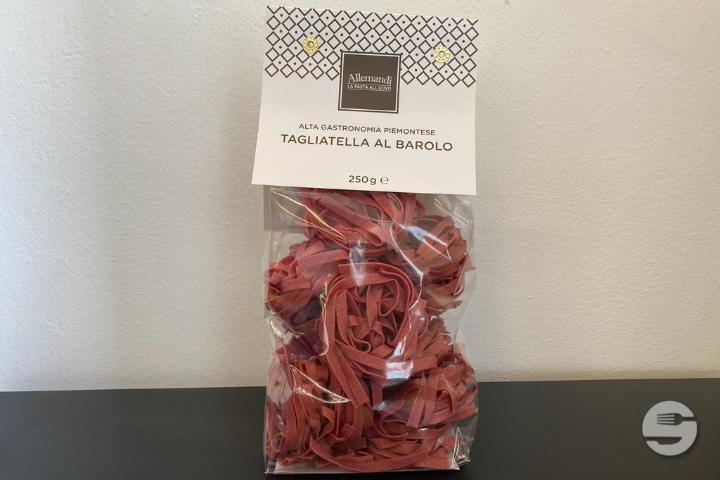 Allemandi
LA PASTA ALL'UOVO
ALTA GASTRONOMIA PIEMONTESE
TAGLIATELLA AL BAROLO
250g ℮